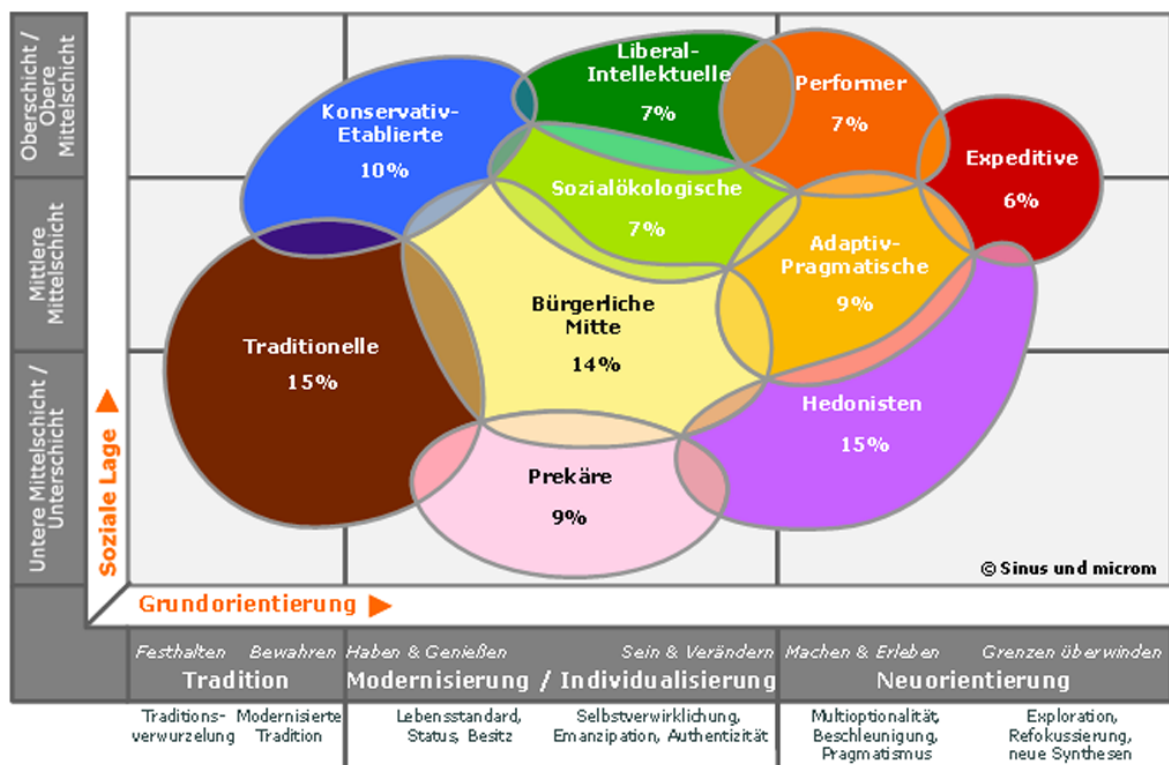 Oberschicht /
Obere
Mittelschicht
Mittlere
Mittelschicht
Untere Mittelschicht /
Unterschicht
Soziale Lage
Konservativ-
Etablierte
10%
Liberal-
Intellektuelle
7%
Performer
7%
Expeditive
6%
Sozialökologische
7%
Adaptiv-
Pragmatische
9%
Traditionelle
15%
Bürgerliche
Mitte
14%
Hedonisten
15%
Prekäre
9%
© Sinus und microm
Grundorientierung
Festhalten Bewahren Haben & Genießen Sein & Verändern Machen & Erleben Grenzen überwinden
Tradition Modernisierung / Individualisierung Neuorientierung
Traditions-
verwurzelung
Modernisierte
Tradition
Lebensstandard,
Status, Besitz
Selbstverwirklichung,
Emanzipation, Authentizität
Multioptionalität,
Beschleunigung,
Pragmatismus
Exploration,
Refokussierung,
neue Synthesen